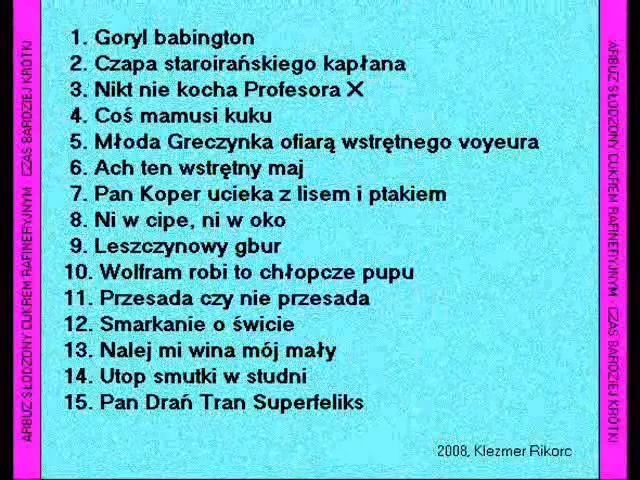 1. Goryl babington
2. Czapa staroirańskiego kapłana
3. Nikt nie kocha Profesora X
4. Coś mamusi kuku
5. Młoda Greczynka ofiarą wstrętnego voyeura
6. Ach ten wstrętny maj
7. Pan Koper ucieka z lisem i ptakiem
8. Ni w cipe, ni w oko
9. Leszczynowy gbur
10. Wolfram robi to chłopcze pupu
11. Przesada czy nie przesada
12. Smarkanie o świcie
13. Nalej mi wina mój mały
14. Utop smutki w studni
15. Pan Drań Tran Superfeliks
2008, Klezmer Rikorc
ARBUZ SŁODZONY CUKREM RAFINERYJNYM CZAS BARDZIEJ KRÓTKI
ARBUZ SŁODZONY CUKREM RAFINERYJNYM CZAS BARDZIEJ KRÓTKI